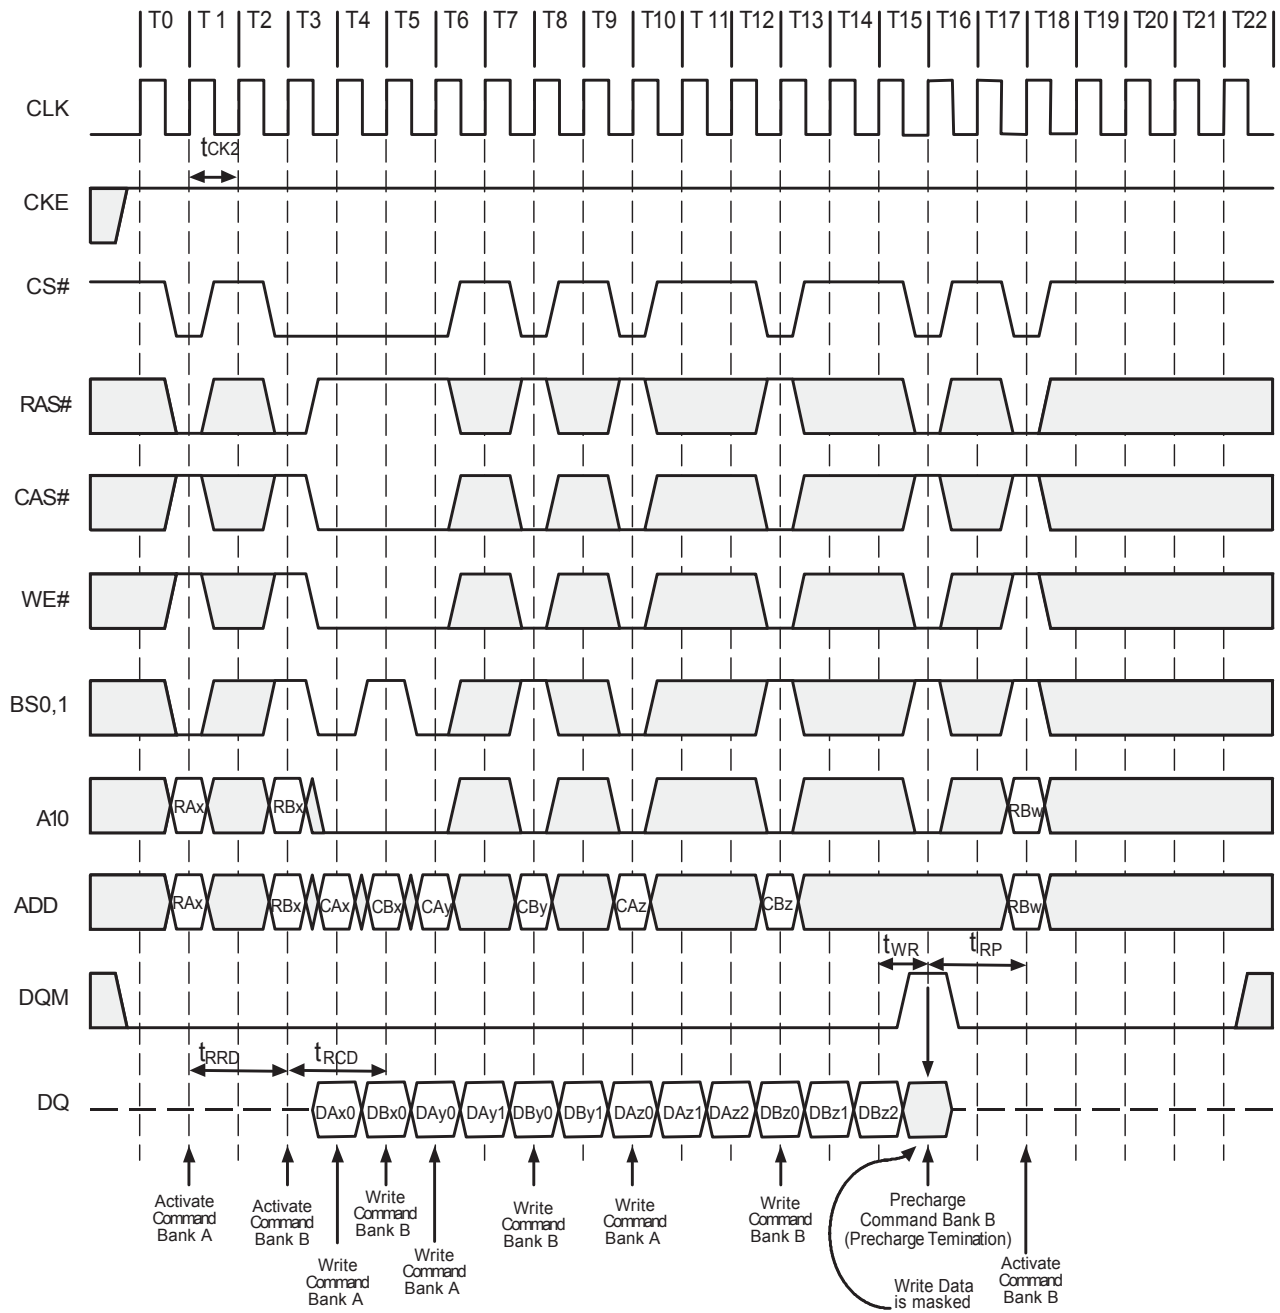 T0 T 1 T2 T3 T4 T5 T6 T7 T8 T9 T10 T 11 T12 T13 T14 T15 T16 T17 T18 T19 T20 T21 T22
CLK
tCK2
CKE
CS#
RAS#
CAS#
WE#
BS0,1
A10
RAx RBx RBw
ADD
RAx RBx CAx CBx CAy CBy CAz CBz RBw
tWR tRP
DQM
tRRD tRCD
DQ
DAx0 DBx0 DAy0 DAy1 DBy0 DBy1 DAz0 DAz1 DAz2 DBz0 DBz1 DBz2
Activate
Command
Bank A
Activate
Command
Bank B
Write
Command
Bank A
Write
Command
Bank B
Write
Command
Bank A
Write
Command
Bank B
Write
Command
Bank A
Write
Command
Bank B
Precharge
Command Bank B
(Precharge Temination)
Write Data
is masked
Activate
Command
Bank B